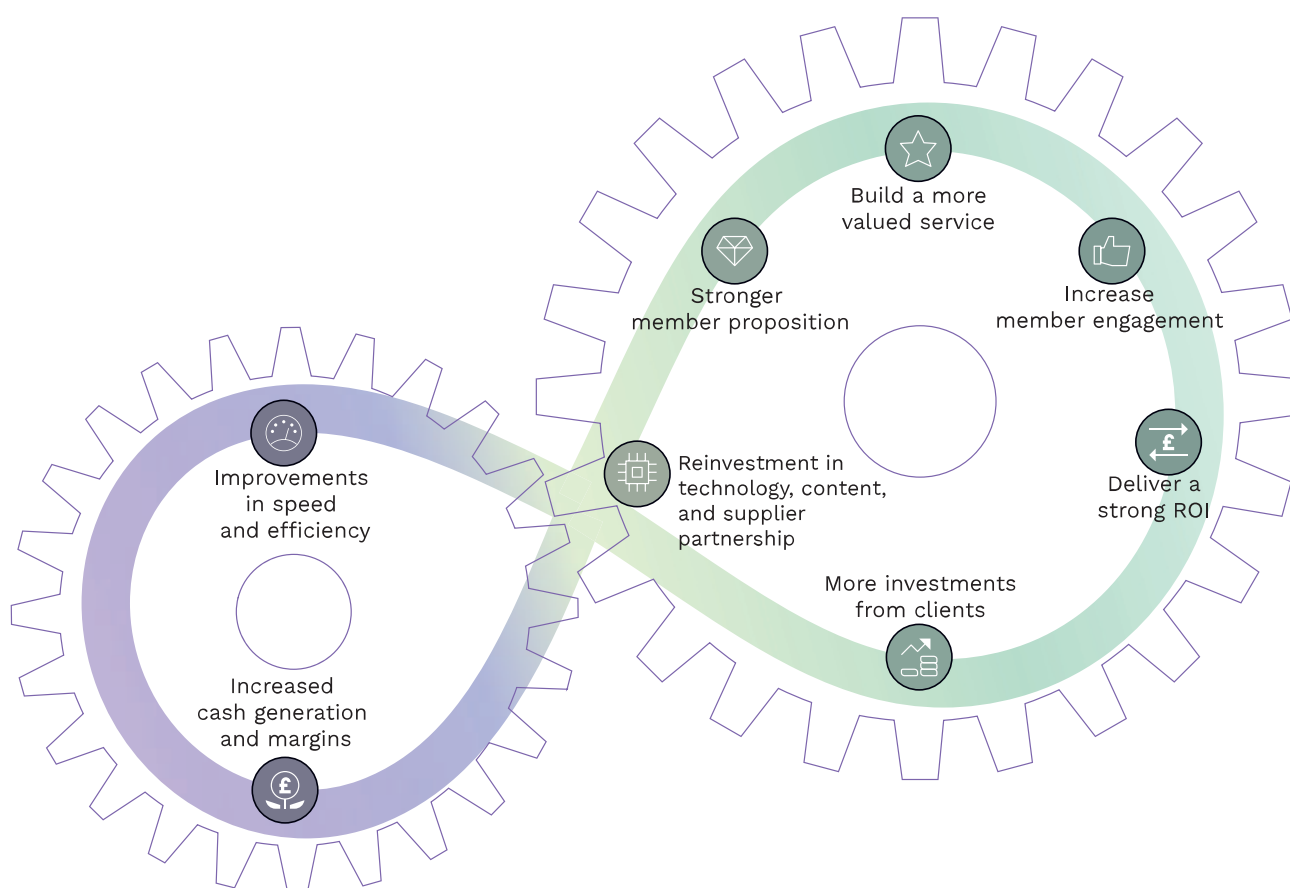 Build a more
valued service
Stronger
member proposition
Increase
member engagement
Reinvestment in
technology, content,
and supplier
partnership
£
Deliver a
strong ROI
More investments
from clients
Improvements
in speed
and efficiency
Increased
cash generation
and margins
£